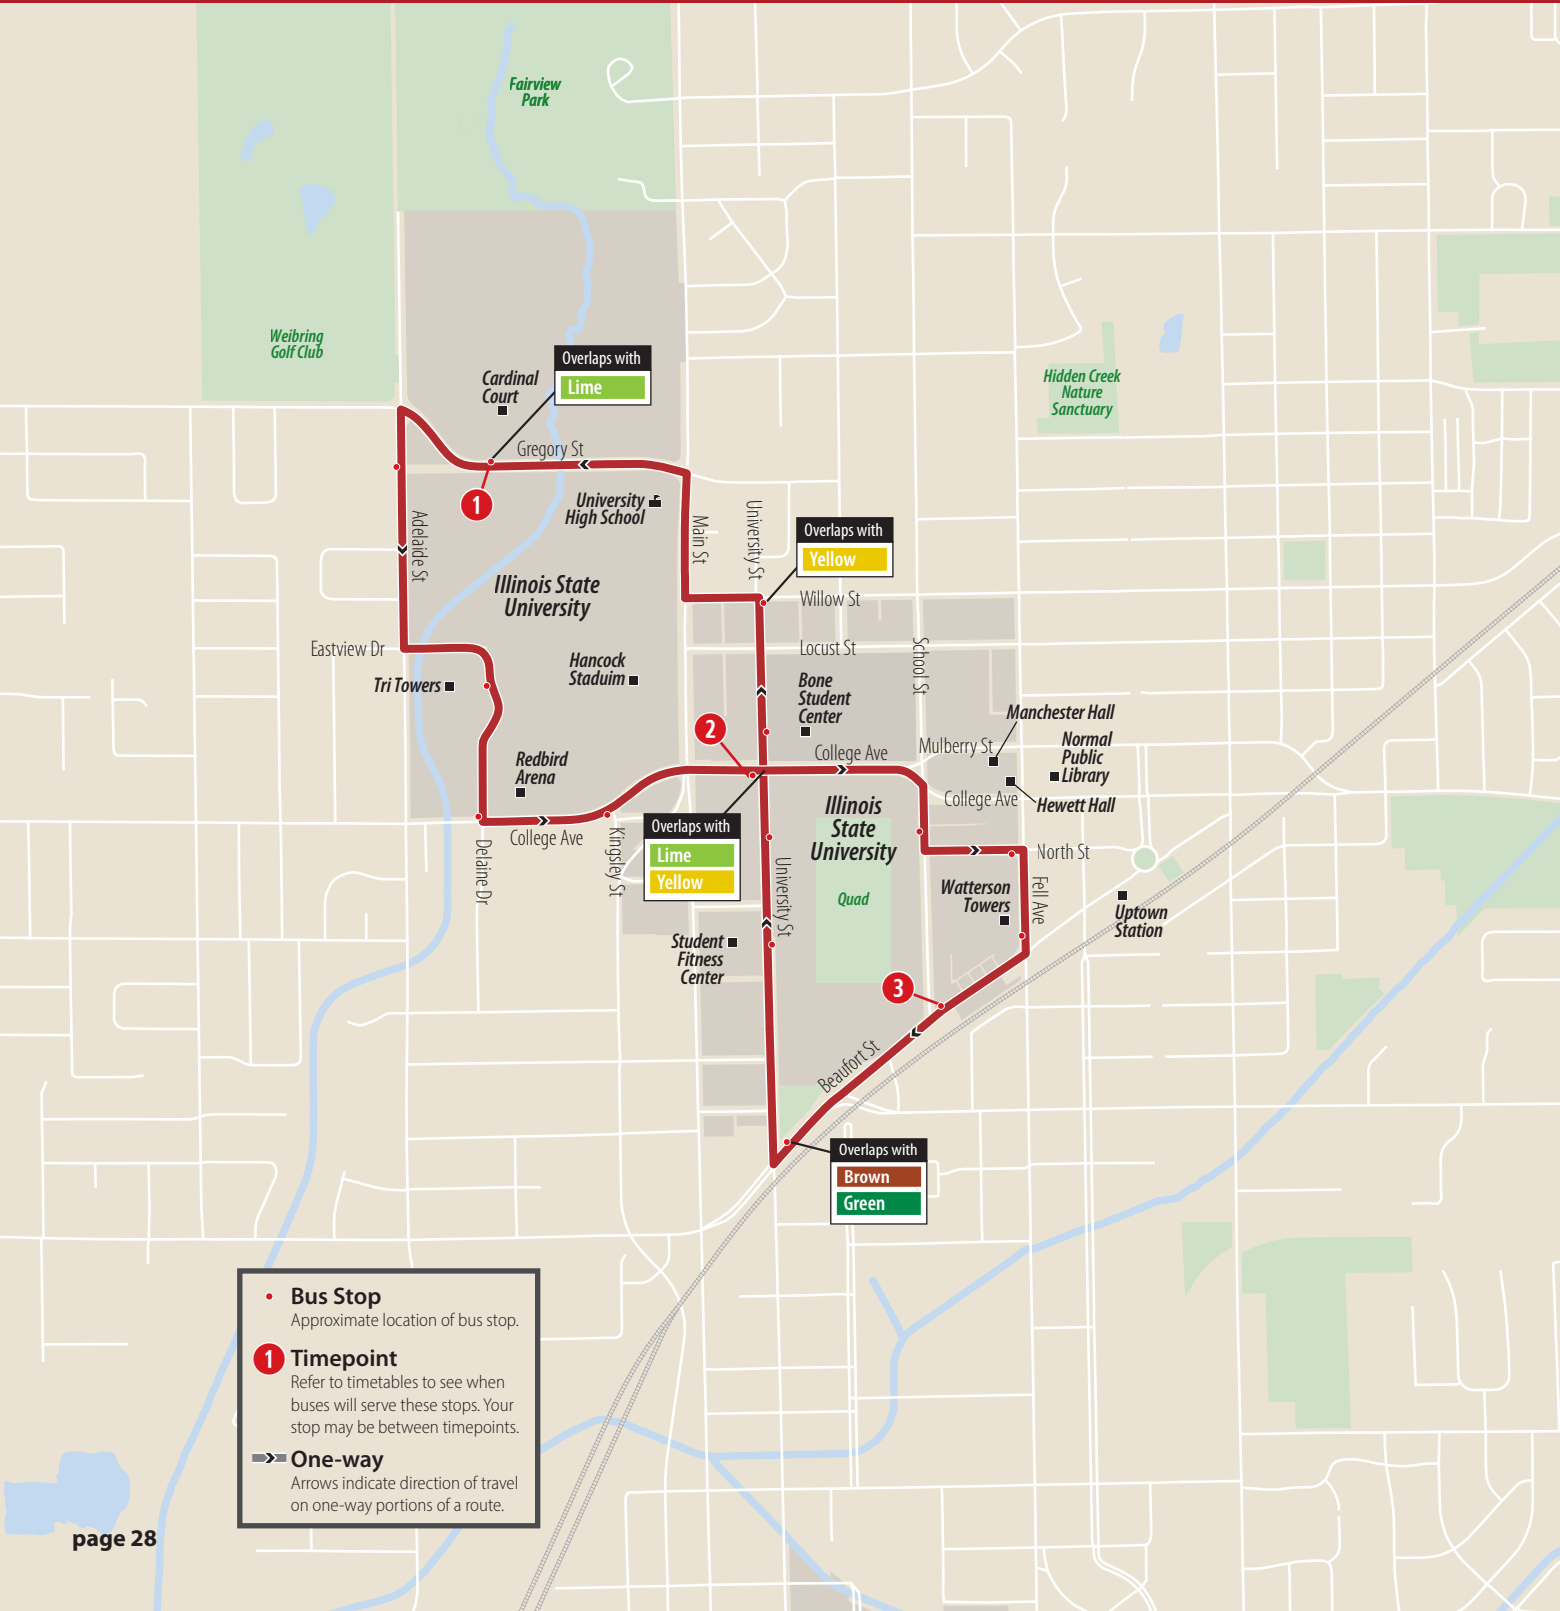 Fairview
Park
Weibring
Golf Club
Overlaps with
Lime
Cardinal
Court
Hidden Creek
Nature
Sanctuary
Gregory St
1
University
High School
Adelaide St
Main St
University St
Overlaps with
Yellow
Illinois State
University
Willow St
Eastview Dr
Locust St
School St
Hancock
Staduim
Tri Towers
Bone
Student
Center
Manchester Hall
2
Mulberry St
Normal
Public
Library
College Ave
Redbird
Arena
College Ave
Hewett Hall
Illinois
State
University
Overlaps with
Lime
Yellow
College Ave
Kingsley St
Delaine Dr
University St
North St
Quad
Watterson
Towers
Fell Ave
Uptown
Station
Student
Fitness
Center
3
Beaufort St
Overlaps with
Brown
Green
Bus Stop
Approximate location of bus stop.
1 Timepoint
Refer to timetables to see when
buses will serve these stops. Your
stop may be between timepoints.
One-way
Arrows indicate direction of travel
on one-way portions of a route.
page 28